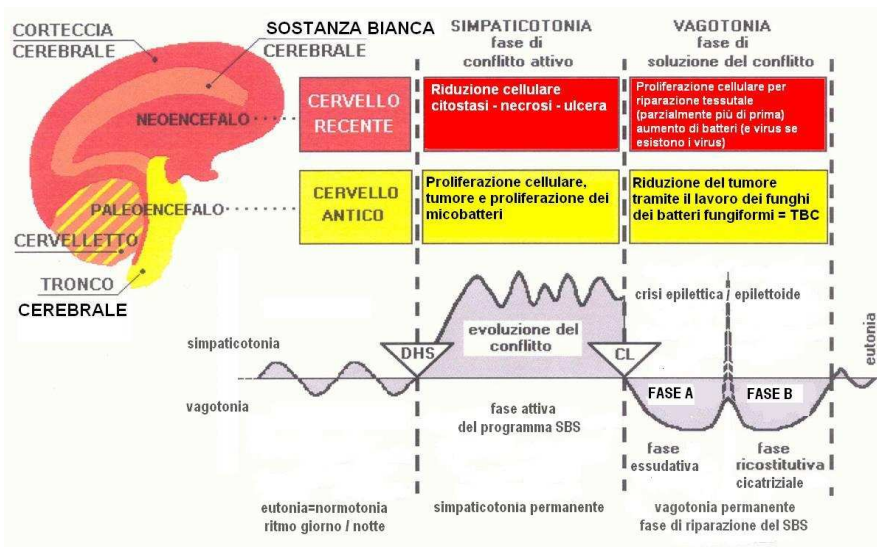 CORTECCIA
CEREBRALE
SOSTANZA BIANCA
CEREBRALE
NEOENCEFALO
PALEOENCEFALO
CERVELLETTO
TRONCO
CEREBRALE
SIMPATICOTONIA
fase di
conflitto attivo
VAGOTONIA
fase di
soluzione del conflitto
CERVELLO
RECENTE
Riduzione cellulare
citostasi - necrosi - ulcera
Proliferazione cellulare per
riparazione tessutale
(parzialmente più di prima)
aumento di batteri (e virus se
esistono i virus)
CERVELLO
ANTICO
Proliferazione cellulare,
tumore e proliferazione dei
micobatteri
Riduzione del tumore
tramite il lavoro dei funghi
dei batteri fungiformi = TBC
simpaticotonia
vagotonia
DHS
evoluzione del
conflitto
CL
crisi epilettica / epilettoide
eutonia
FASE A
FASE B
fase attiva
del programma SBS
fase
essudativa
fase
ricostitutiva
cicatriziale
eutonia=normotonia
ritmo giorno / notte
simpaticotonia permanente
vagotonia permanente
fase di riparazione del SBS